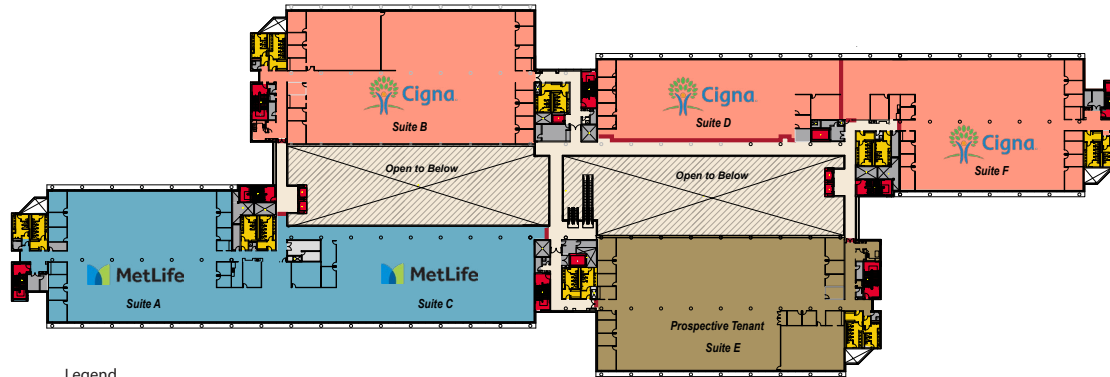 Cigna
Suite B
Cigna
Suite D
Cigna
Suite F
Open to Below
Open to Below
MetLife
Suite A
MetLife
Suite C
Prospective Tenant
Suite E
Legend